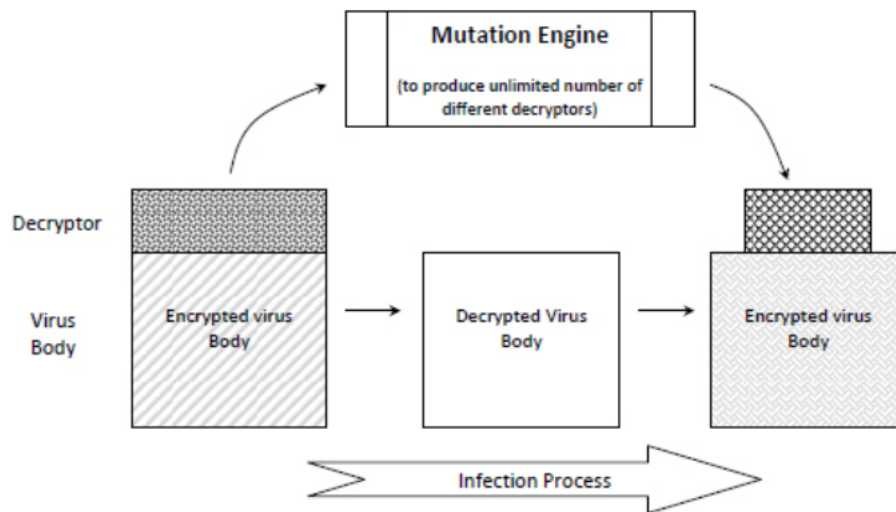 Mutation Engine
(to produce unlimited number of
different decryptors)
Decryptor
Virus
Body
Encrypted virus
Body
Decrypted Virus
Body
Encrypted virus
Body
Infection Process